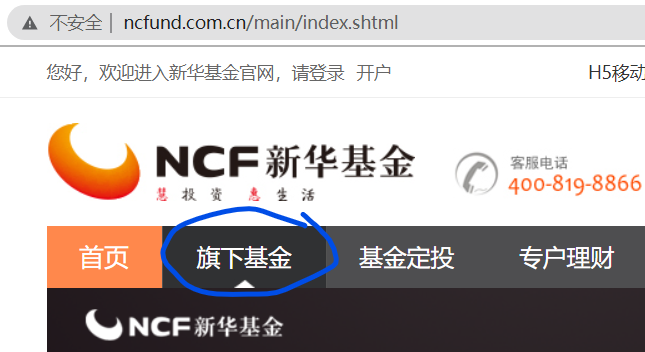 不安全 | ncfund.com.cn/main/index.shtml
您好，欢迎进入新华基金官网，请登录 开户 H5移动
NCF新华基金
慧投资 惠生活
客服电话
400-819-8866
首页 旗下基金 基金定投 专户理财
NCF新华基金